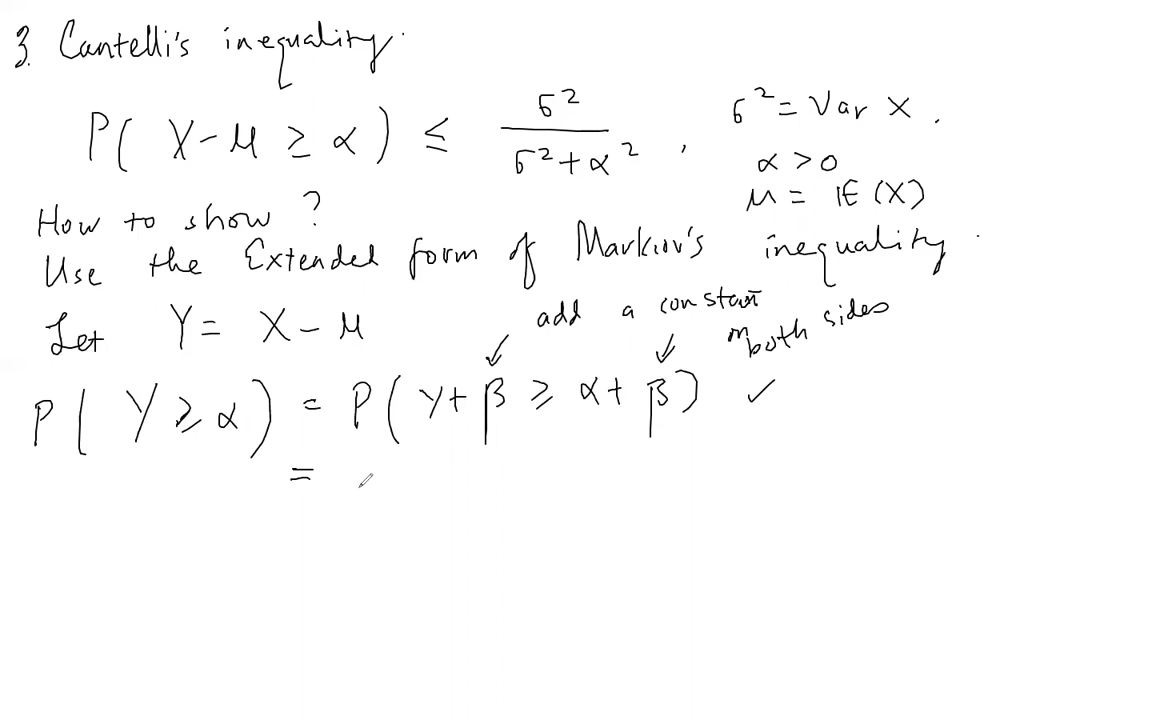 3. Cantelli's inequality.
P( X-μ ≥ α ) ≤ σ² / σ²+α² , σ² = Var X .
α > 0
μ = E (X)
How to show ?
Use the Extended form of Markov's inequality .
add a constant on both sides
Let Y = X - μ
P( Y ≥ α ) = P( Y + β ≥ α + β ) ✓
=